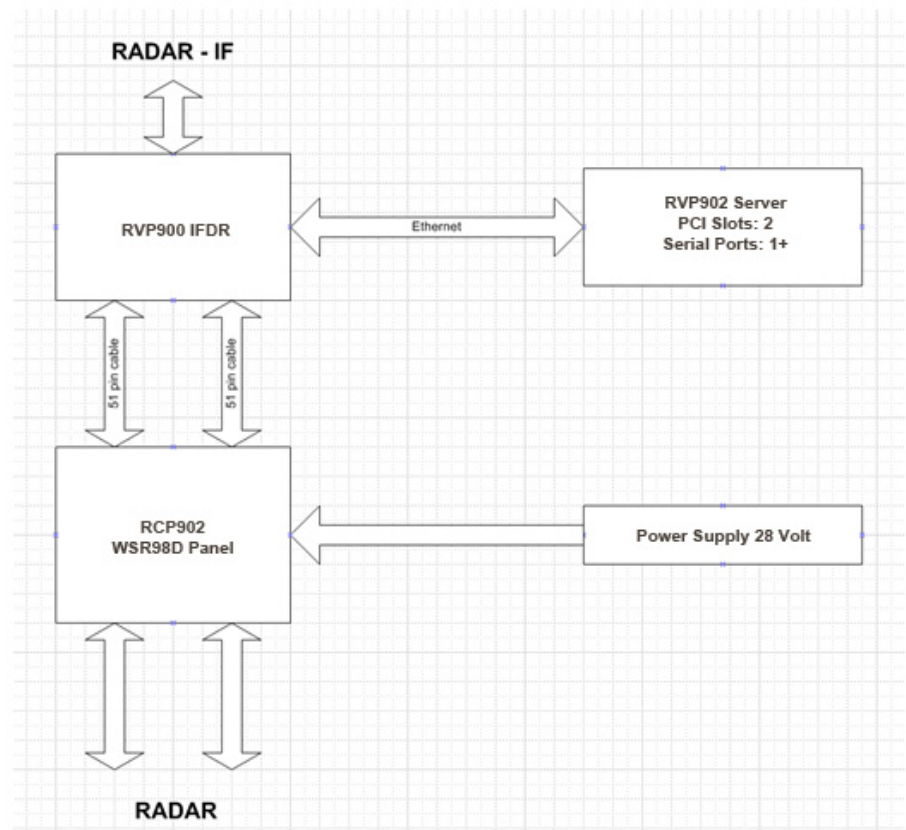 RADAR - IF
RVP900 IFDR
Ethernet
RVP902 Server
PCI Slots: 2
Serial Ports: 1+
51 pin cable
51 pin cable
RCP902
WSR98D Panel
Power Supply 28 Volt
RADAR